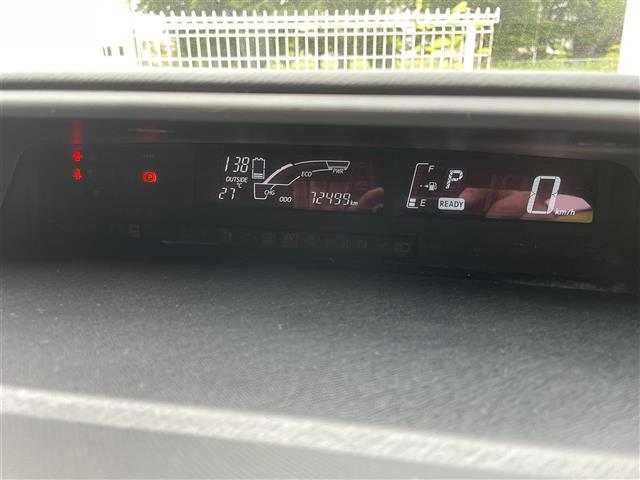 138
OUTSIDE
27 °C
CHG ECO PWR
ODO 72499 km
F
E
P
READY
0 km/h